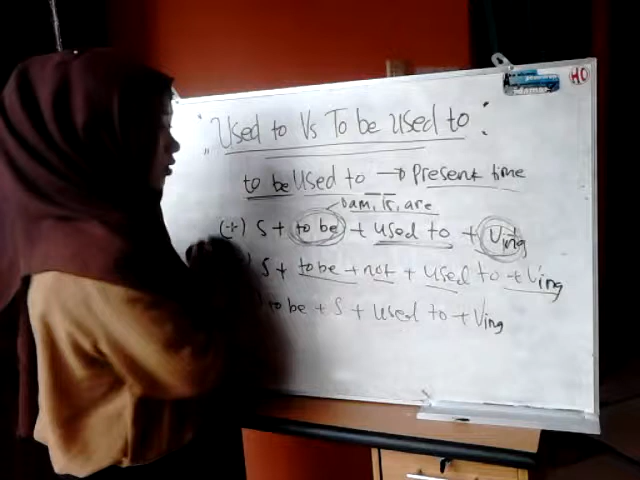 "Used to Vs To be used to"
to be Used to → Present time
am, is, are
(+) S + to be + used to + Ving
) S + to be + not + used to + Ving
to be + S + used to + Ving
HO